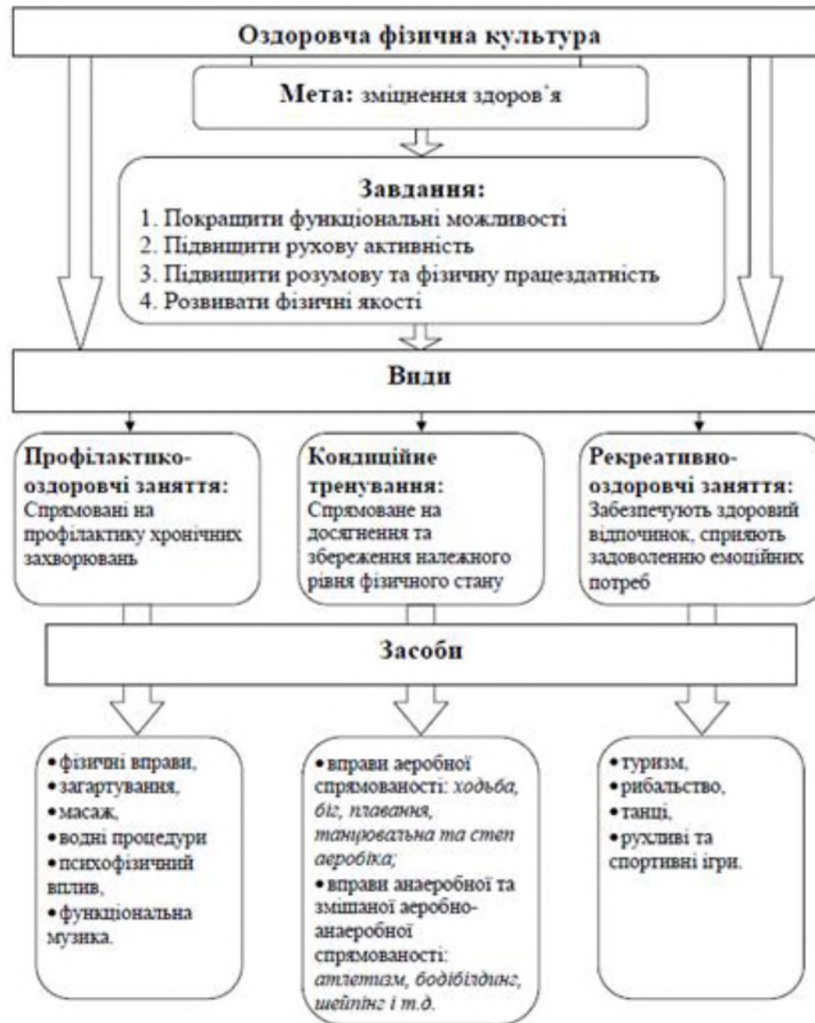 Оздоровча фізична культура
Мета: зміцнення здоров`я
Завдання:
1. Покращити функціональні можливості
2. Підвищити рухову активність
3. Підвищити розумову та фізичну працездатність
4. Розвивати фізичні якості
Види
Профілактико-
оздоровчі заняття:
Спрямовані на
профілактику хронічних
захворювань
Кондиційне
тренування:
Спрямоване на
досягнення та
збереження належного
рівня фізичного стану
Рекреативно-
оздоровчі заняття:
Забезпечують здоровий
відпочинок, сприяють
задоволенню емоційних
потреб
Засоби
• фізичні вправи,
• загартування,
• масаж,
• водні процедури
• психофізичний
вплив,
• функціональна
музика.
• вправи аеробної
спрямованості: ходьба,
біг, плавання,
танцювальна та степ
аеробіка;
• вправи анаеробної та
змішаної аеробно-
анаеробної
спрямованості:
атлетизм, бодібілдинг,
шейпінг і т.д.
• туризм,
• рибальство,
• танці,
• рухливі та
спортивні ігри.